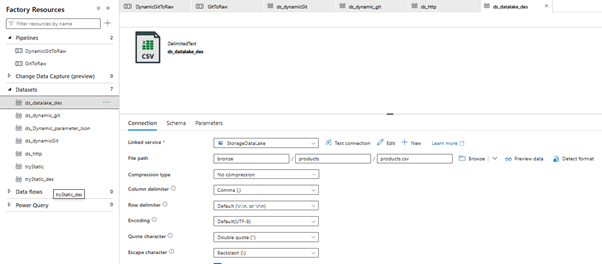 Factory Resources
Filter resources by name
Pipelines 2
DynamicGitToRaw
GitToRaw
Change Data Capture (preview) 0
Datasets 7
ds_datalake_des
ds_dynamic_git
ds_Dynamic_parameter_Json
ds_dynamicGit
ds_http
tryStatic
tryStatic_des
Data flows 0
tryStatic_des
Power Query 0
DynamicGitToRaw
GitToRaw
ds_dynamicGit
ds_dynamic_git
ds_http
ds_datalake_des
CSV
DelimitedText
ds_datalake_des
Connection Schema Parameters
Linked service *
StorageDataLake
Test connection
Edit
New
Learn more
File path
bronze / products / products.csv
Browse
Preview data
Detect format
Compression type
No compression
Column delimiter
Comma (,)
Row delimiter
Default (\r,\n, or \r\n)
Encoding
Default(UTF-8)
Quote character
Double quote (")
Escape character
Backslash (\)